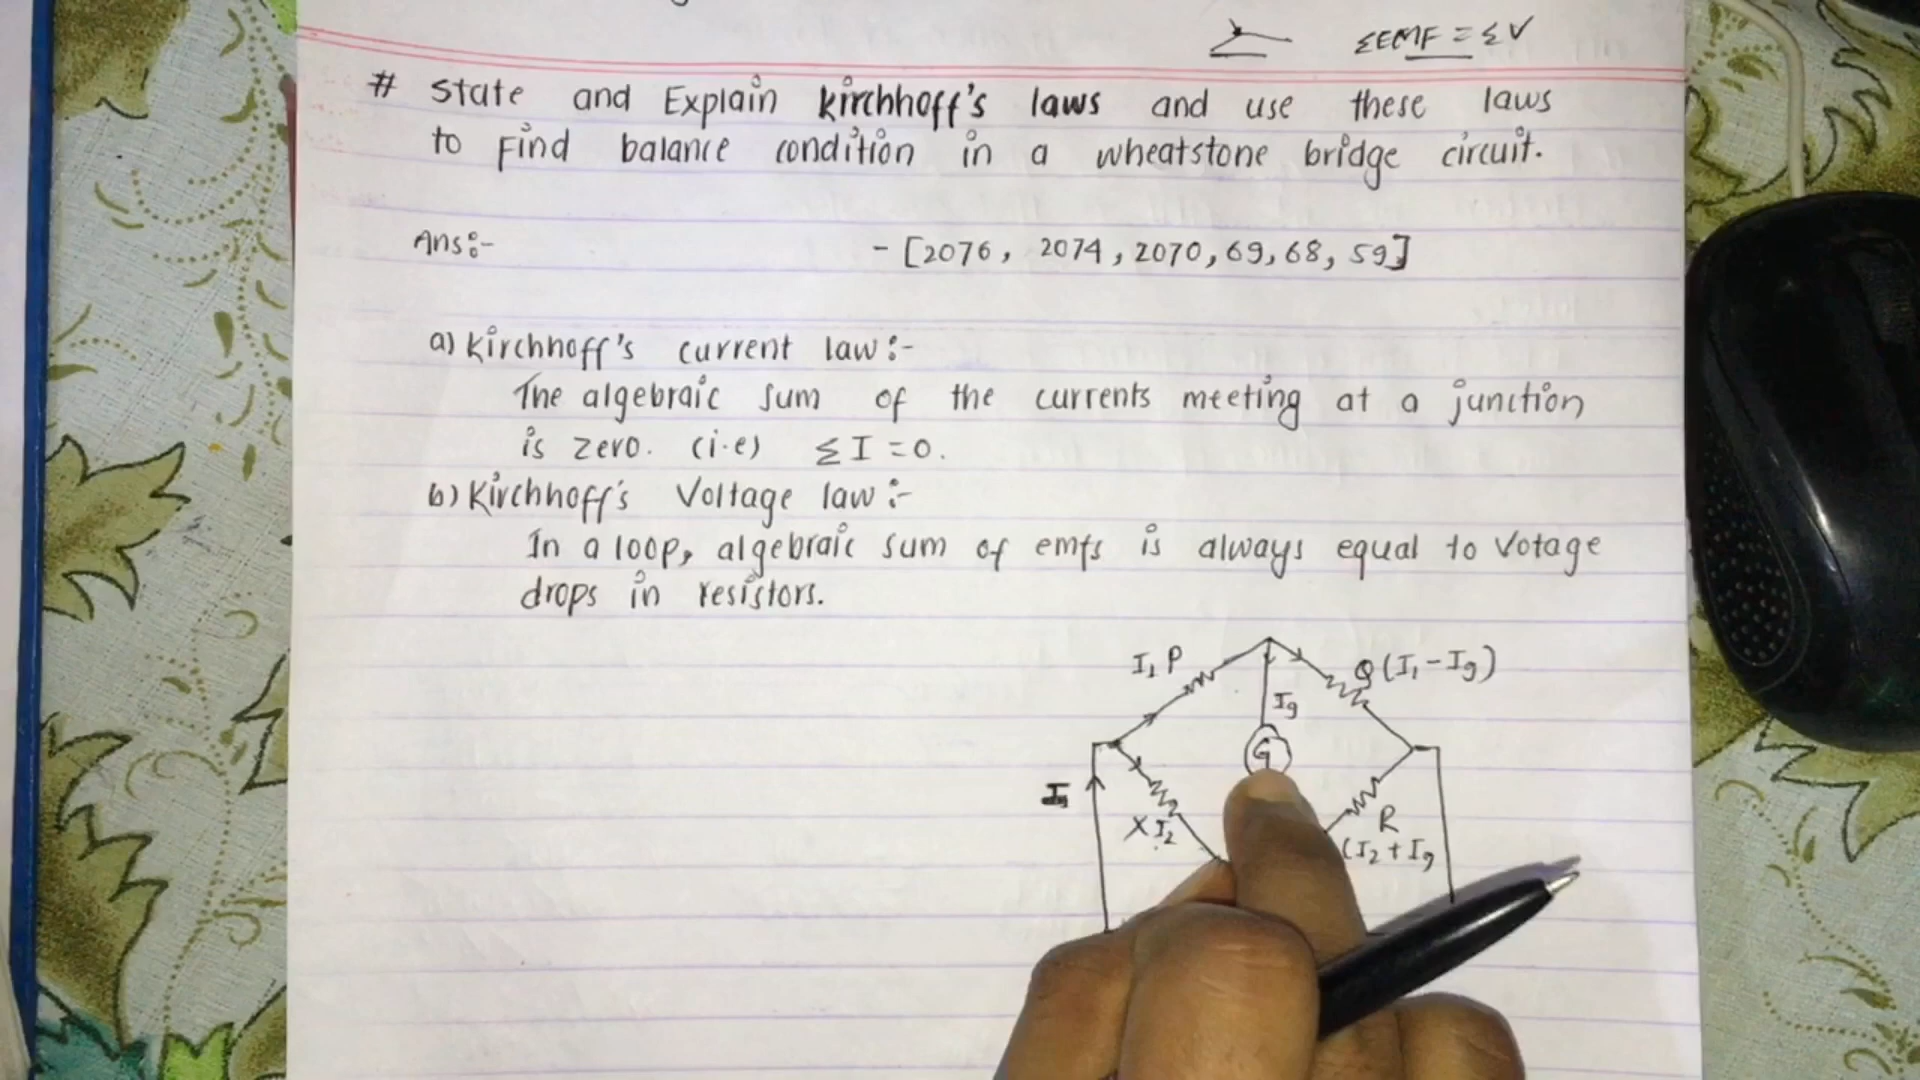 ΣEMF = ΣV
# State and Explain Kirchhoff's laws and use these laws
to Find balance condition in a wheatstone bridge circuit.
Ans:-
- [2076, 2074, 2070, 69, 68, 59]
a) Kirchhoff's current law :-
The algebraic sum of the currents meeting at a junction
is zero. (i.e) ΣI = 0.
b) Kirchhoff's Voltage law :-
In a loop, algebraic sum of emfs is always equal to Votage
drops in resistors.
I₁ P
Q (I₁ - Ig)
Ig
G
I
X I₂
R
(I₂ + Ig